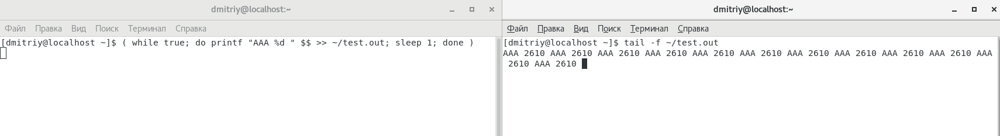 dmitriy@localhost:~
Файл Правка Вид Поиск Терминал Справка
[dmitriy@localhost ~]$ ( while true; do printf "AAA %d " $$ >> ~/test.out; sleep 1; done )
dmitriy@localhost:~
Файл Правка Вид Поиск Терминал Справка
[dmitriy@localhost ~]$ tail -f ~/test.out
AAA 2610 AAA 2610 AAA 2610 AAA 2610 AAA 2610 AAA 2610 AAA 2610 AAA 2610 AAA 2610 AAA 2610 AAA
 2610 AAA 2610